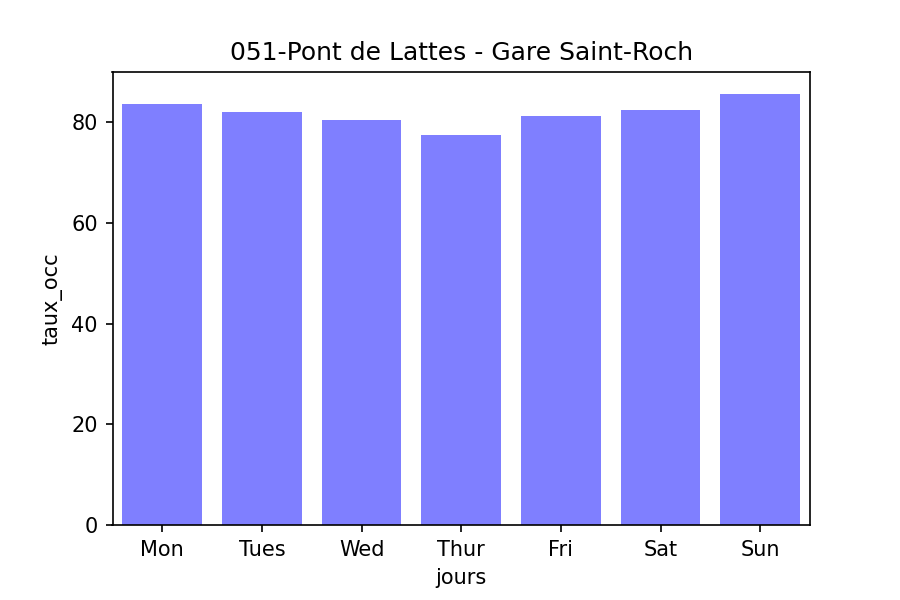 051-Pont de Lattes - Gare Saint-Roch
80
60
40
20
0
taux_occ
Mon Tues Wed Thur Fri Sat Sun
jours